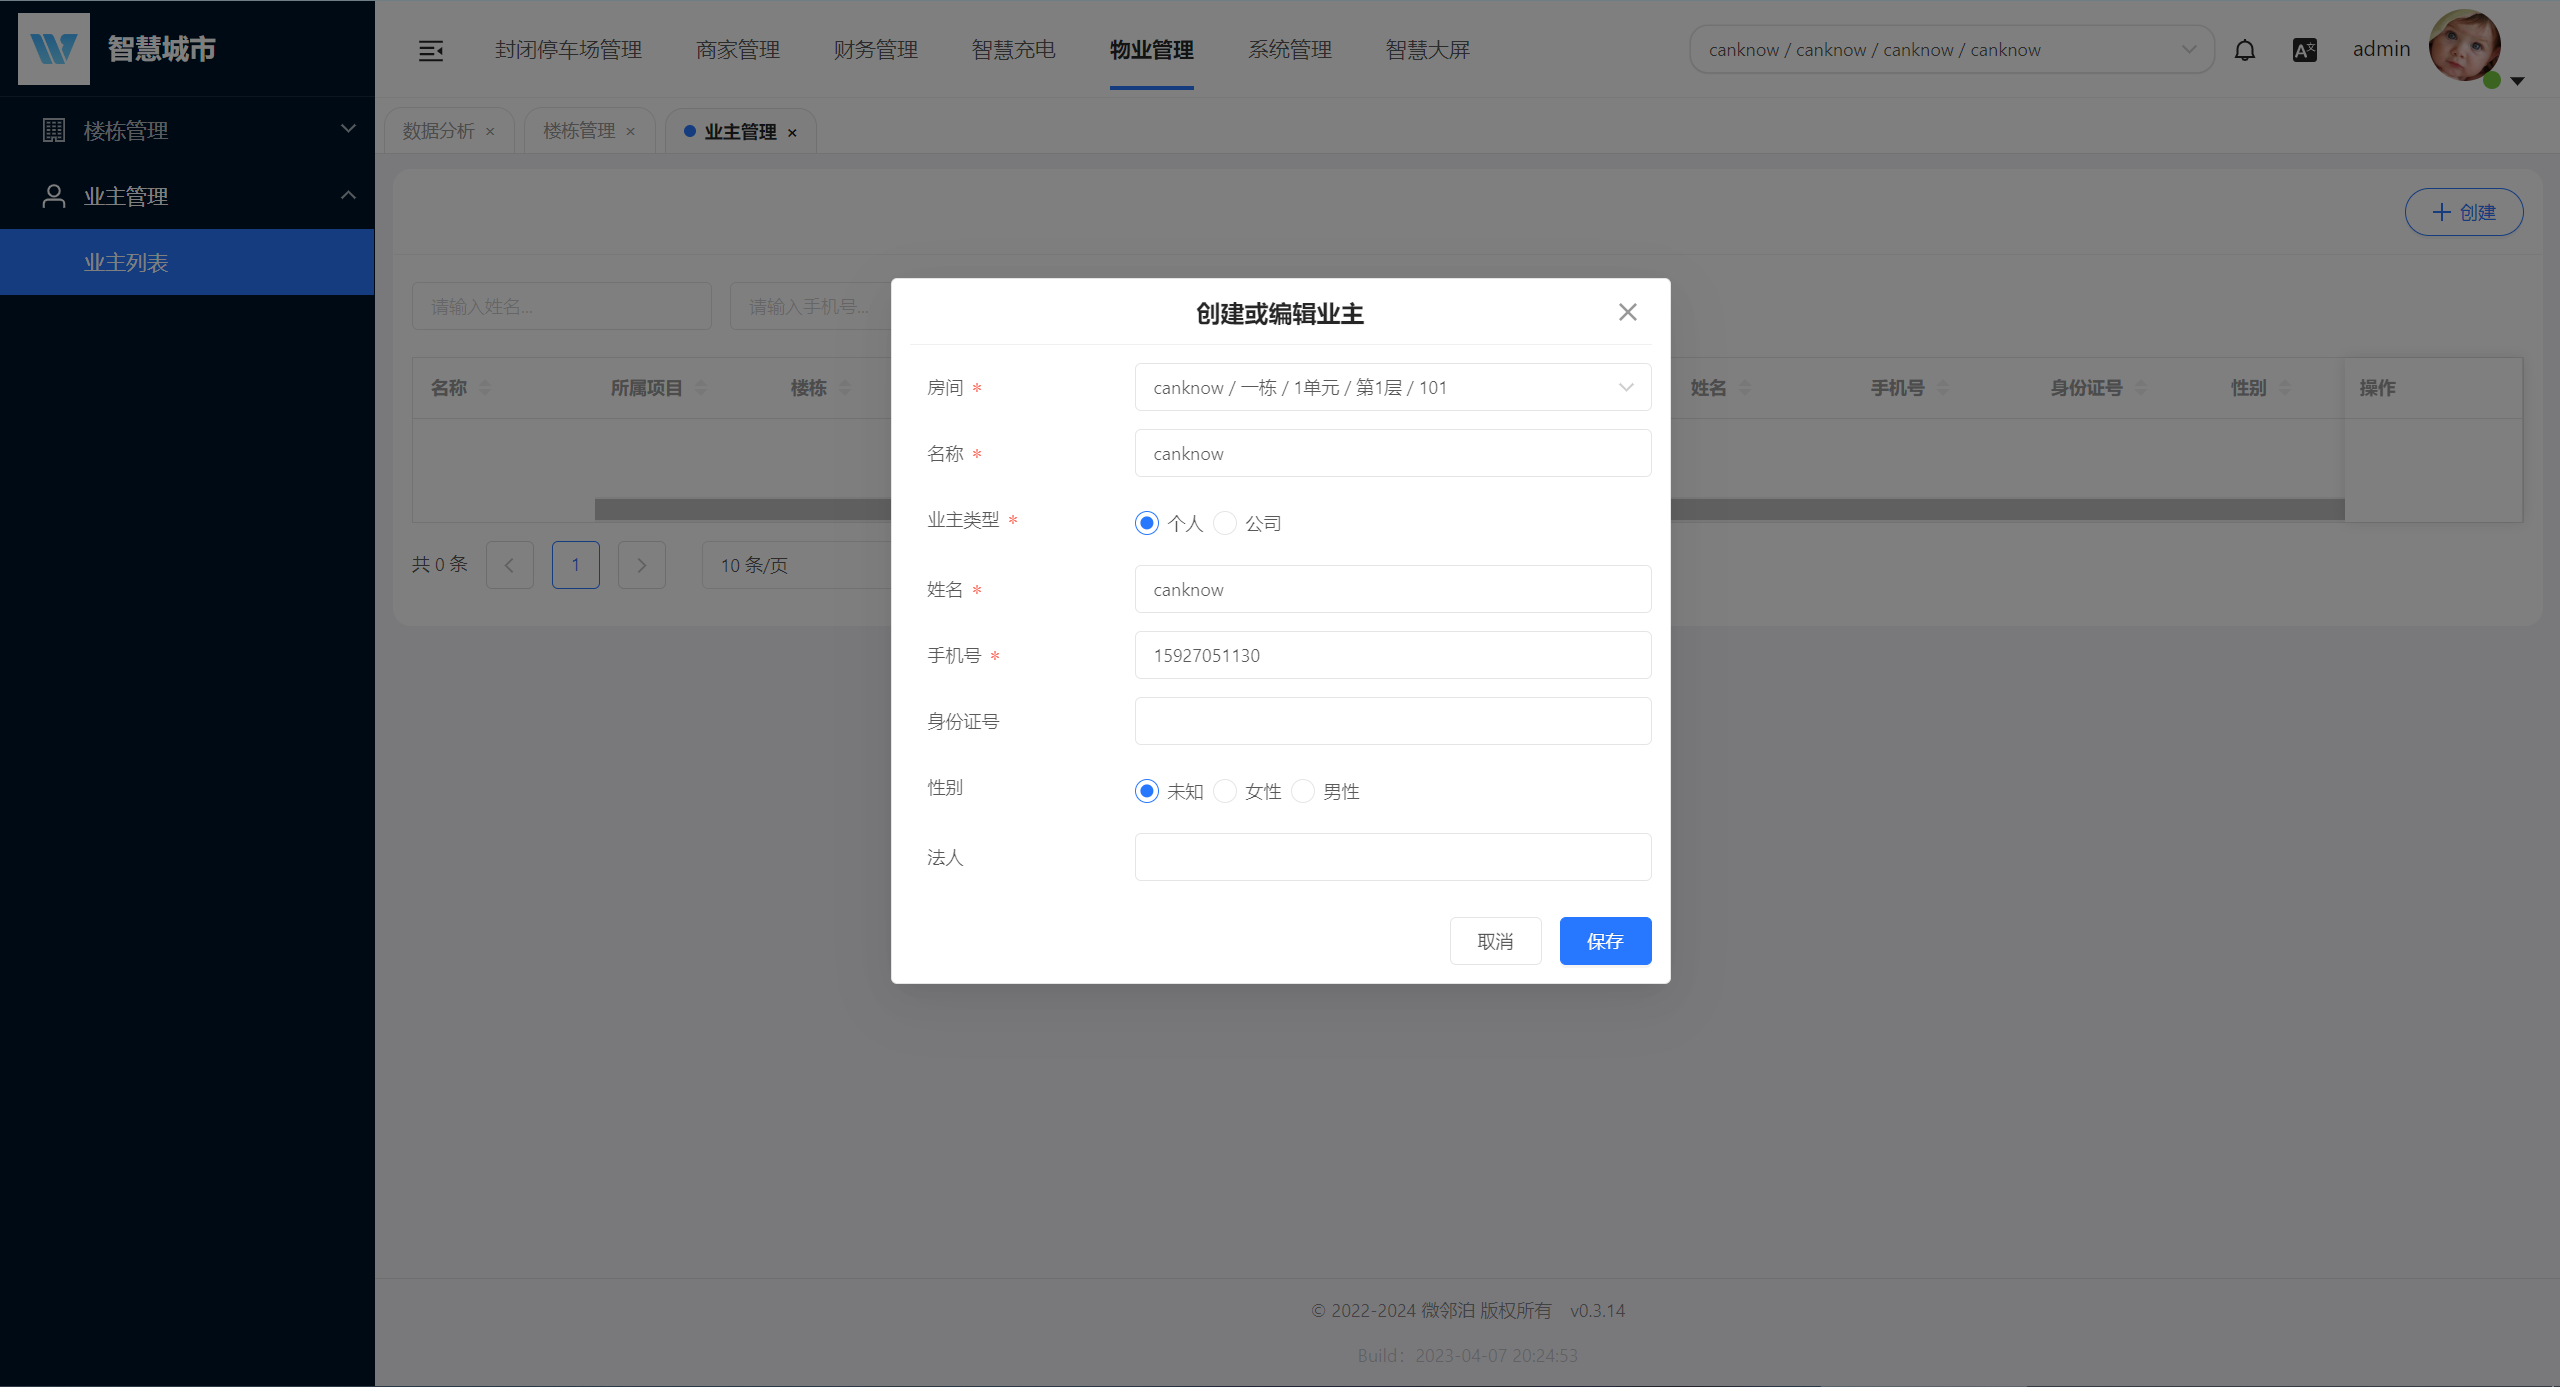 智慧城市
封闭停车场管理 商家管理 财务管理 智慧充电 物业管理 系统管理 智慧大屏
canknow / canknow / canknow / canknow
admin
楼栋管理
业主管理
业主列表
数据分析 × 楼栋管理 × 业主管理 ×
创建
请输入姓名...
请输入手机号...
名称 所属项目 楼栋 姓名 手机号 身份证号 性别 操作
共 0 条 1 10 条/页
创建或编辑业主
房间 * canknow / 一栋 / 1单元 / 第1层 / 101
名称 * canknow
业主类型 * 个人 公司
姓名 * canknow
手机号 * 15927051130
身份证号
性别 未知 女性 男性
法人
取消 保存
© 2022-2024 微邻泊 版权所有 v0.3.14
Build：2023-04-07 20:24:53